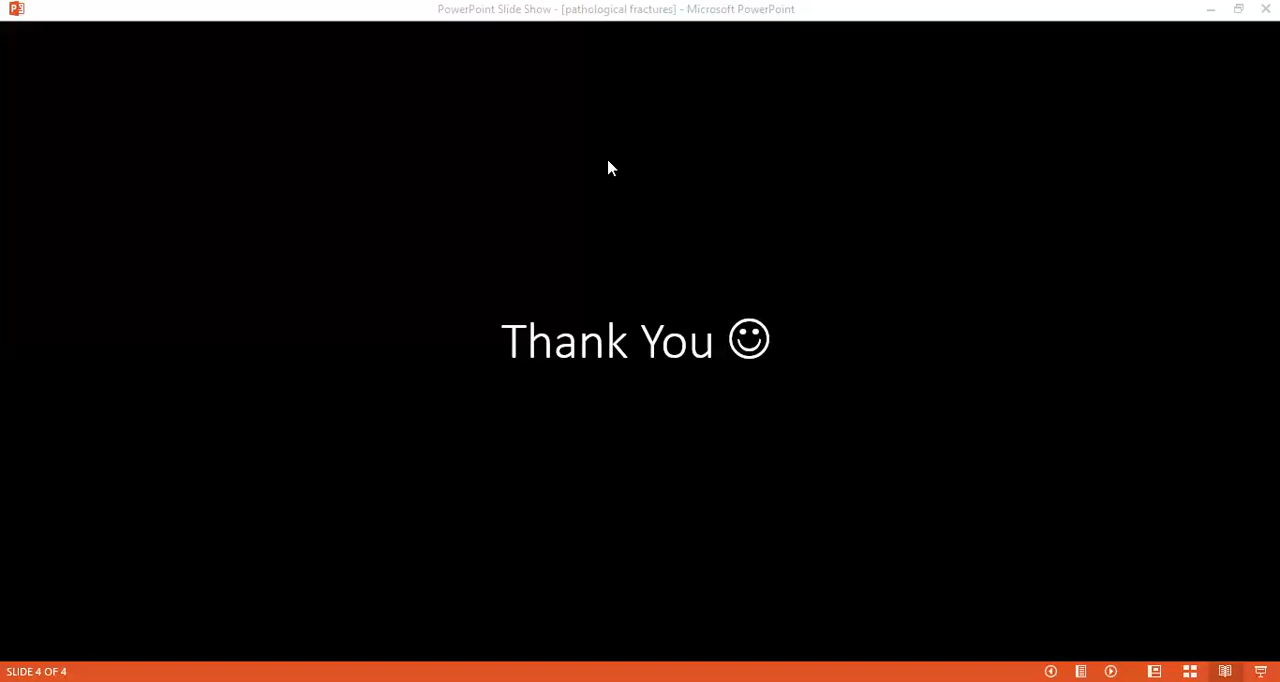 PowerPoint Slide Show - [pathological fractures] - Microsoft PowerPoint
Thank You ☺
SLIDE 4 OF 4